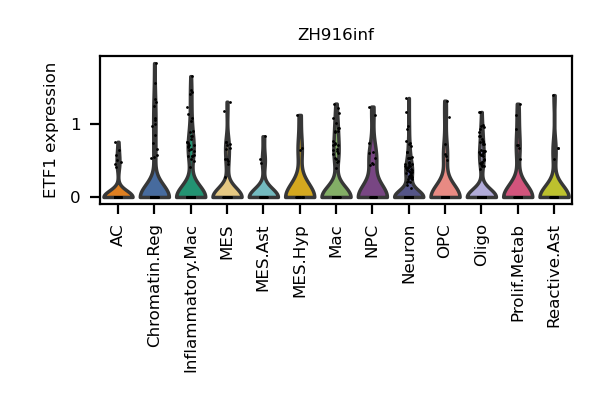 ZH916inf
ETF1 expression
1
0
AC
Chromatin.Reg
Inflammatory.Mac
MES
MES.Ast
MES.Hyp
Mac
NPC
Neuron
OPC
Oligo
Prolif.Metab
Reactive.Ast